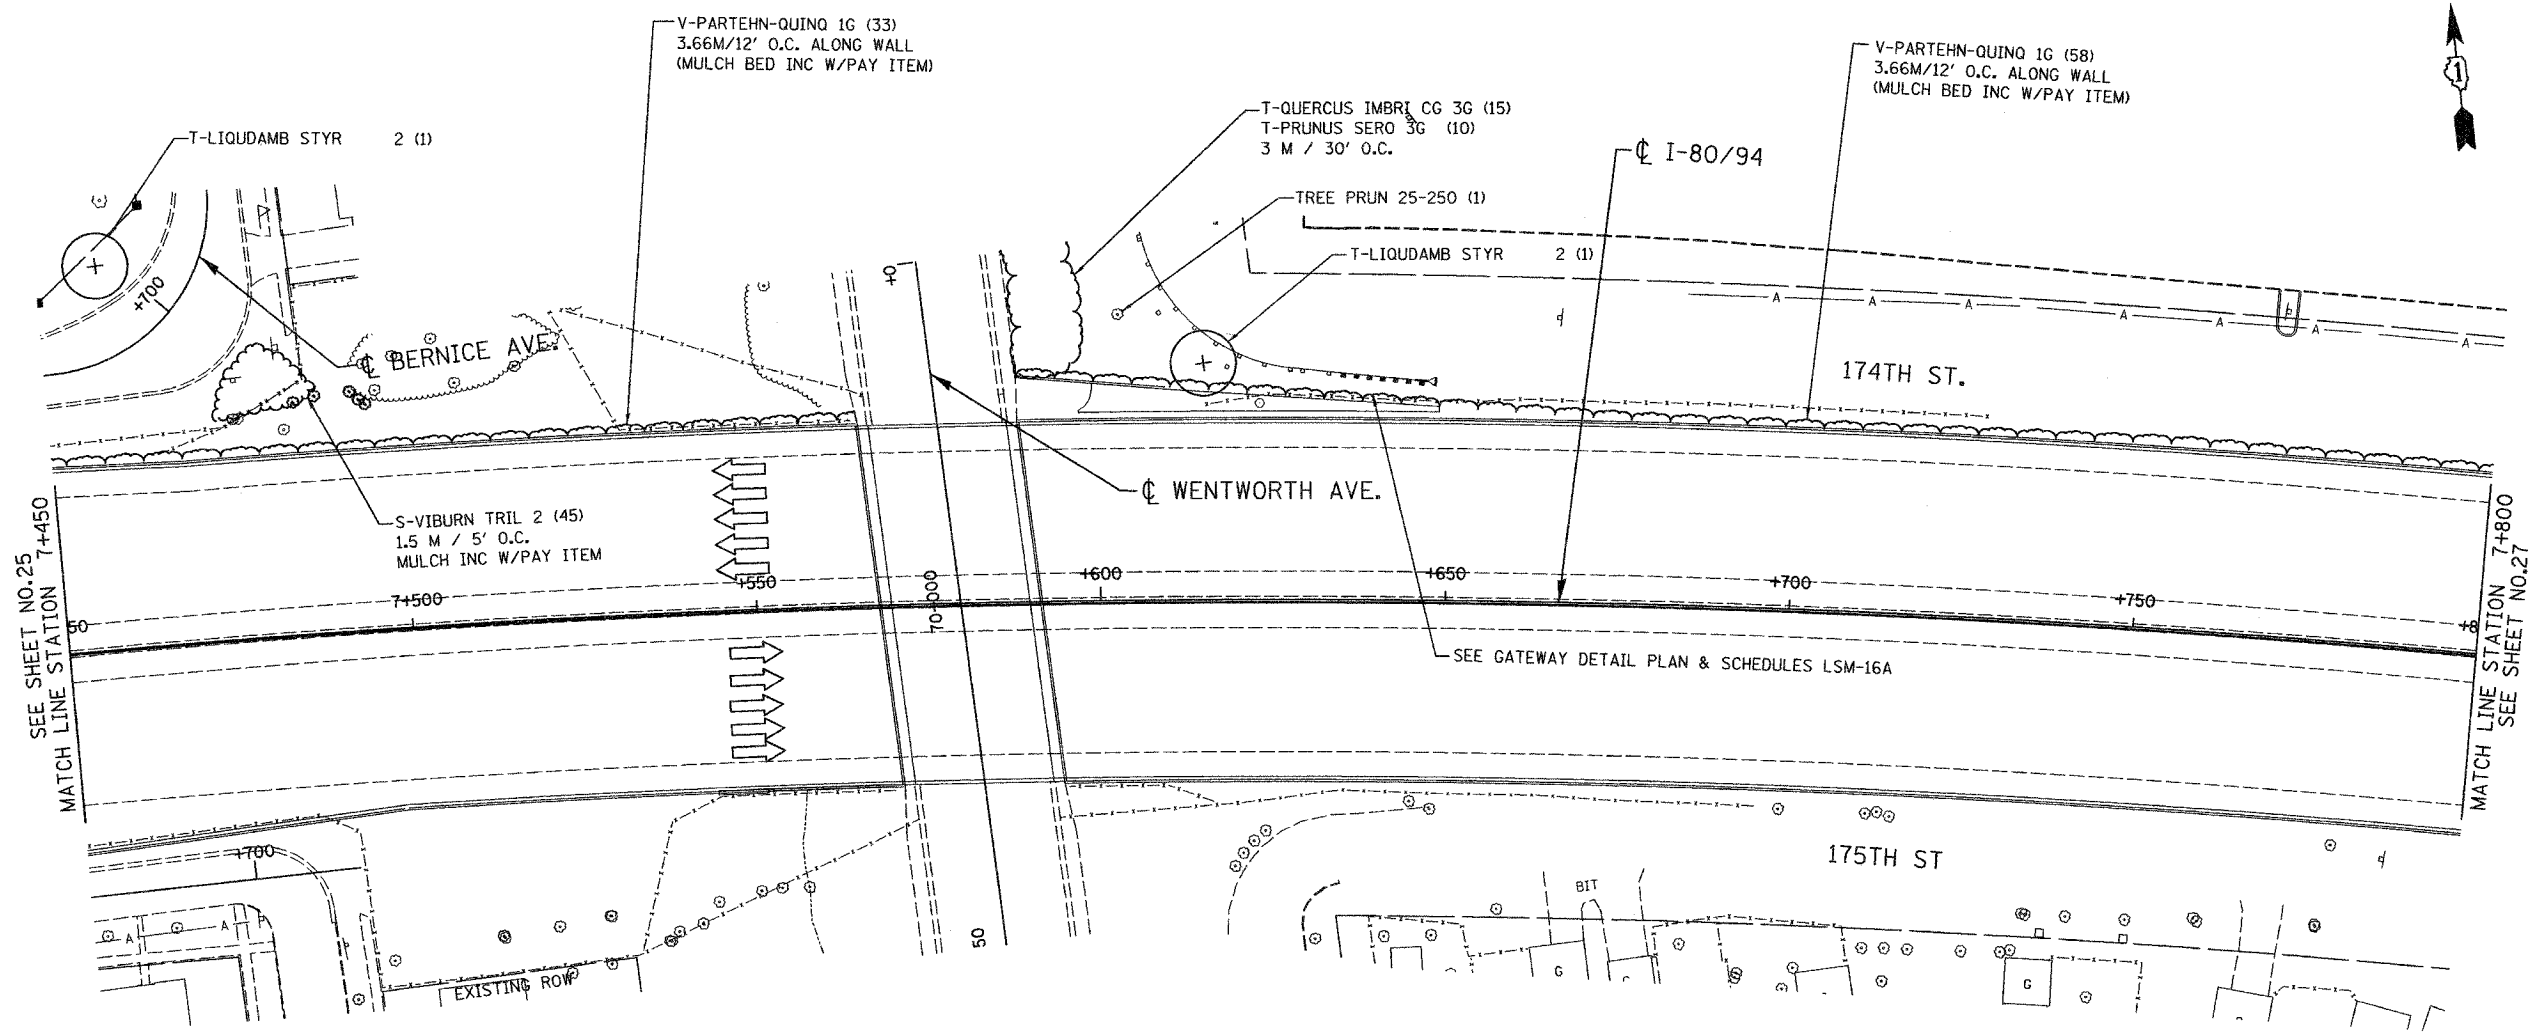 V-PARTEHN-QUINQ 1G (33)
3.66M/12' O.C. ALONG WALL
(MULCH BED INC W/PAY ITEM)
V-PARTEHN-QUINQ 1G (58)
3.66M/12' O.C. ALONG WALL
(MULCH BED INC W/PAY ITEM)
1
T-LIQUDAMB STYR 2 (1)
T-QUERCUS IMBRI CG 3G (15)
T-PRUNUS SERO 3G (10)
3 M / 30' O.C.
℄ I-80/94
TREE PRUN 25-250 (1)
T-LIQUDAMB STYR 2 (1)
+0
+700
A A A A A A A
℄ BERNICE AVE.
174TH ST.
℄ WENTWORTH AVE.
S-VIBURN TRIL 2 (45)
1.5 M / 5' O.C.
MULCH INC W/PAY ITEM
SEE SHEET NO.25
MATCH LINE STATION 7+450
50
7+500
+550
70+000
+600
+650
+700
+750
+8
MATCH LINE STATION 7+800
SEE SHEET NO.27
SEE GATEWAY DETAIL PLAN & SCHEDULES LSM-16A
+700
175TH ST
BIT
A A
50
G
G
EXISTING ROW